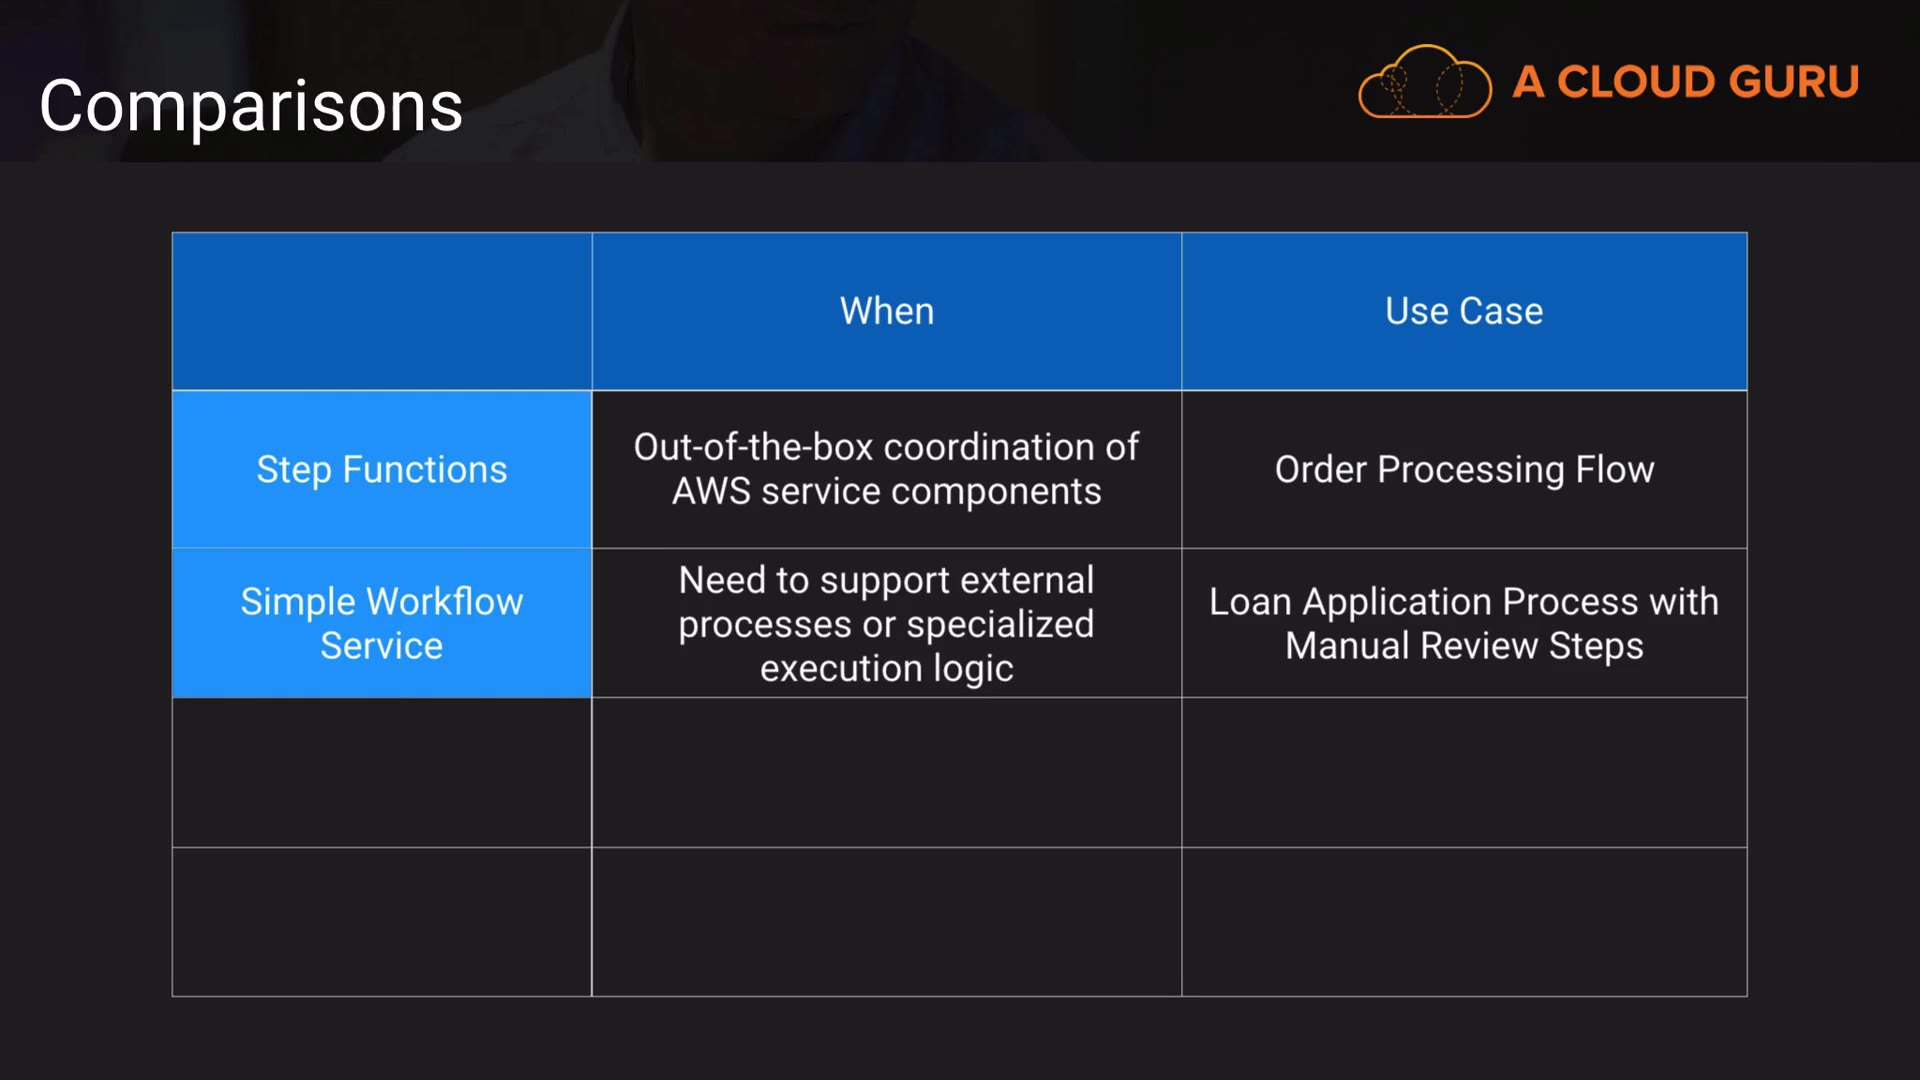 Comparisons
A CLOUD GURU
When
Use Case
Step Functions
Out-of-the-box coordination of
AWS service components
Order Processing Flow
Simple Workflow
Service
Need to support external
processes or specialized
execution logic
Loan Application Process with
Manual Review Steps